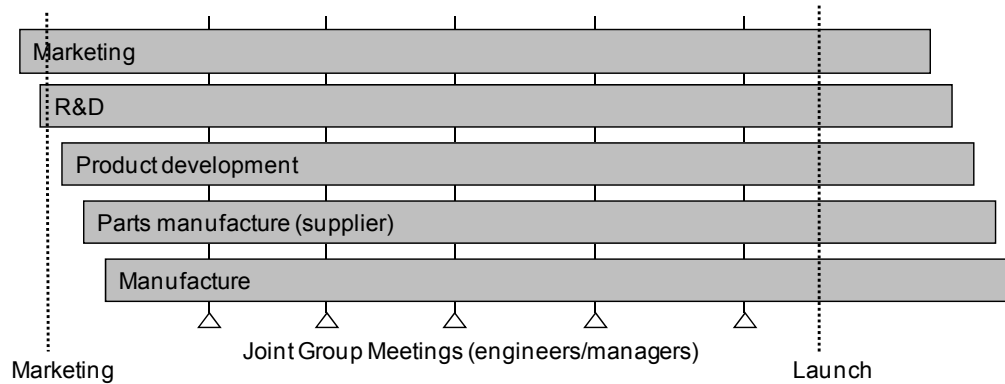 Marketing
R&D
Product development
Parts manufacture (supplier)
Manufacture
Joint Group Meetings (engineers/managers)
Marketing
Launch